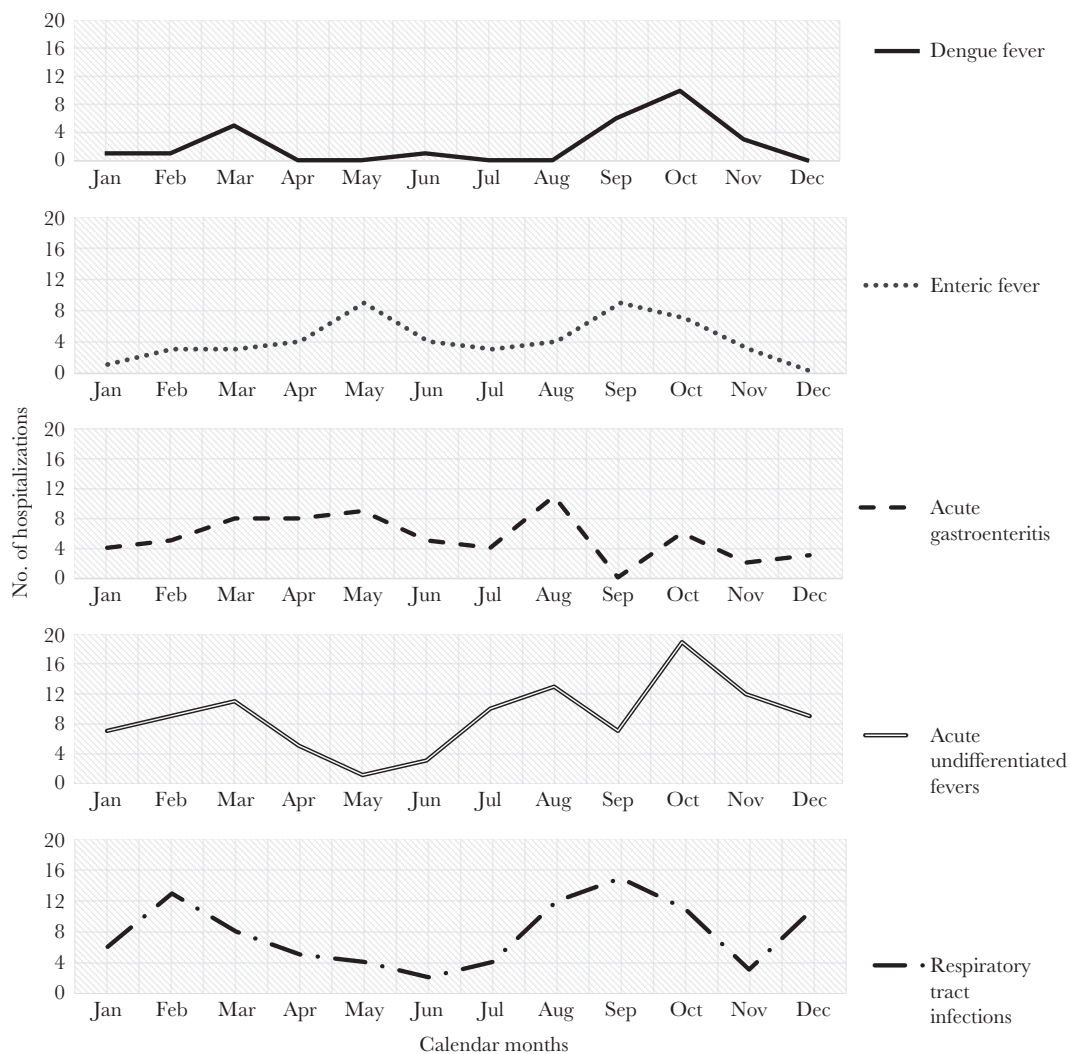 20
16
12
8
4
0
Jan Feb Mar Apr May Jun Jul Aug Sep Oct Nov Dec
Dengue fever
20
16
12
8
4
0
Jan Feb Mar Apr May Jun Jul Aug Sep Oct Nov Dec
Enteric fever
No. of hospitalizations
20
16
12
8
4
0
Jan Feb Mar Apr May Jun Jul Aug Sep Oct Nov Dec
Acute
gastroenteritis
20
16
12
8
4
0
Jan Feb Mar Apr May Jun Jul Aug Sep Oct Nov Dec
Acute
undifferentiated
fevers
20
16
12
8
4
0
Jan Feb Mar Apr May Jun Jul Aug Sep Oct Nov Dec
Respiratory
tract
infections
Calendar months